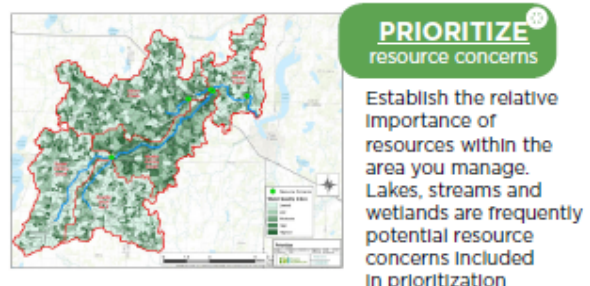 PRIORITIZE
resource concerns
Establish the relative
importance of
resources within the
area you manage.
Lakes, streams and
wetlands are frequently
potential resource
concerns included
in prioritization